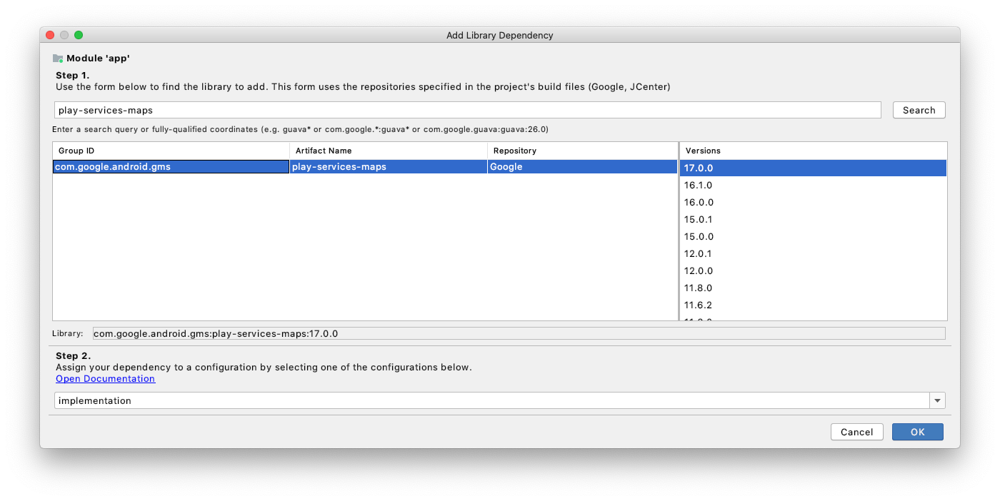 Add Library Dependency
Module 'app'
Step 1.
Use the form below to find the library to add. This form uses the repositories specified in the project's build files (Google, JCenter)
play-services-maps Search
Enter a search query or fully-qualified coordinates (e.g. guava* or com.google.*:guava* or com.google.guava:guava:26.0)
Group ID Artifact Name Repository Versions
com.google.android.gms play-services-maps Google 17.0.0
16.1.0
16.0.0
15.0.1
15.0.0
12.0.1
12.0.0
11.8.0
11.6.2
Library: com.google.android.gms:play-services-maps:17.0.0
Step 2.
Assign your dependency to a configuration by selecting one of the configurations below.
Open Documentation
implementation
Cancel OK